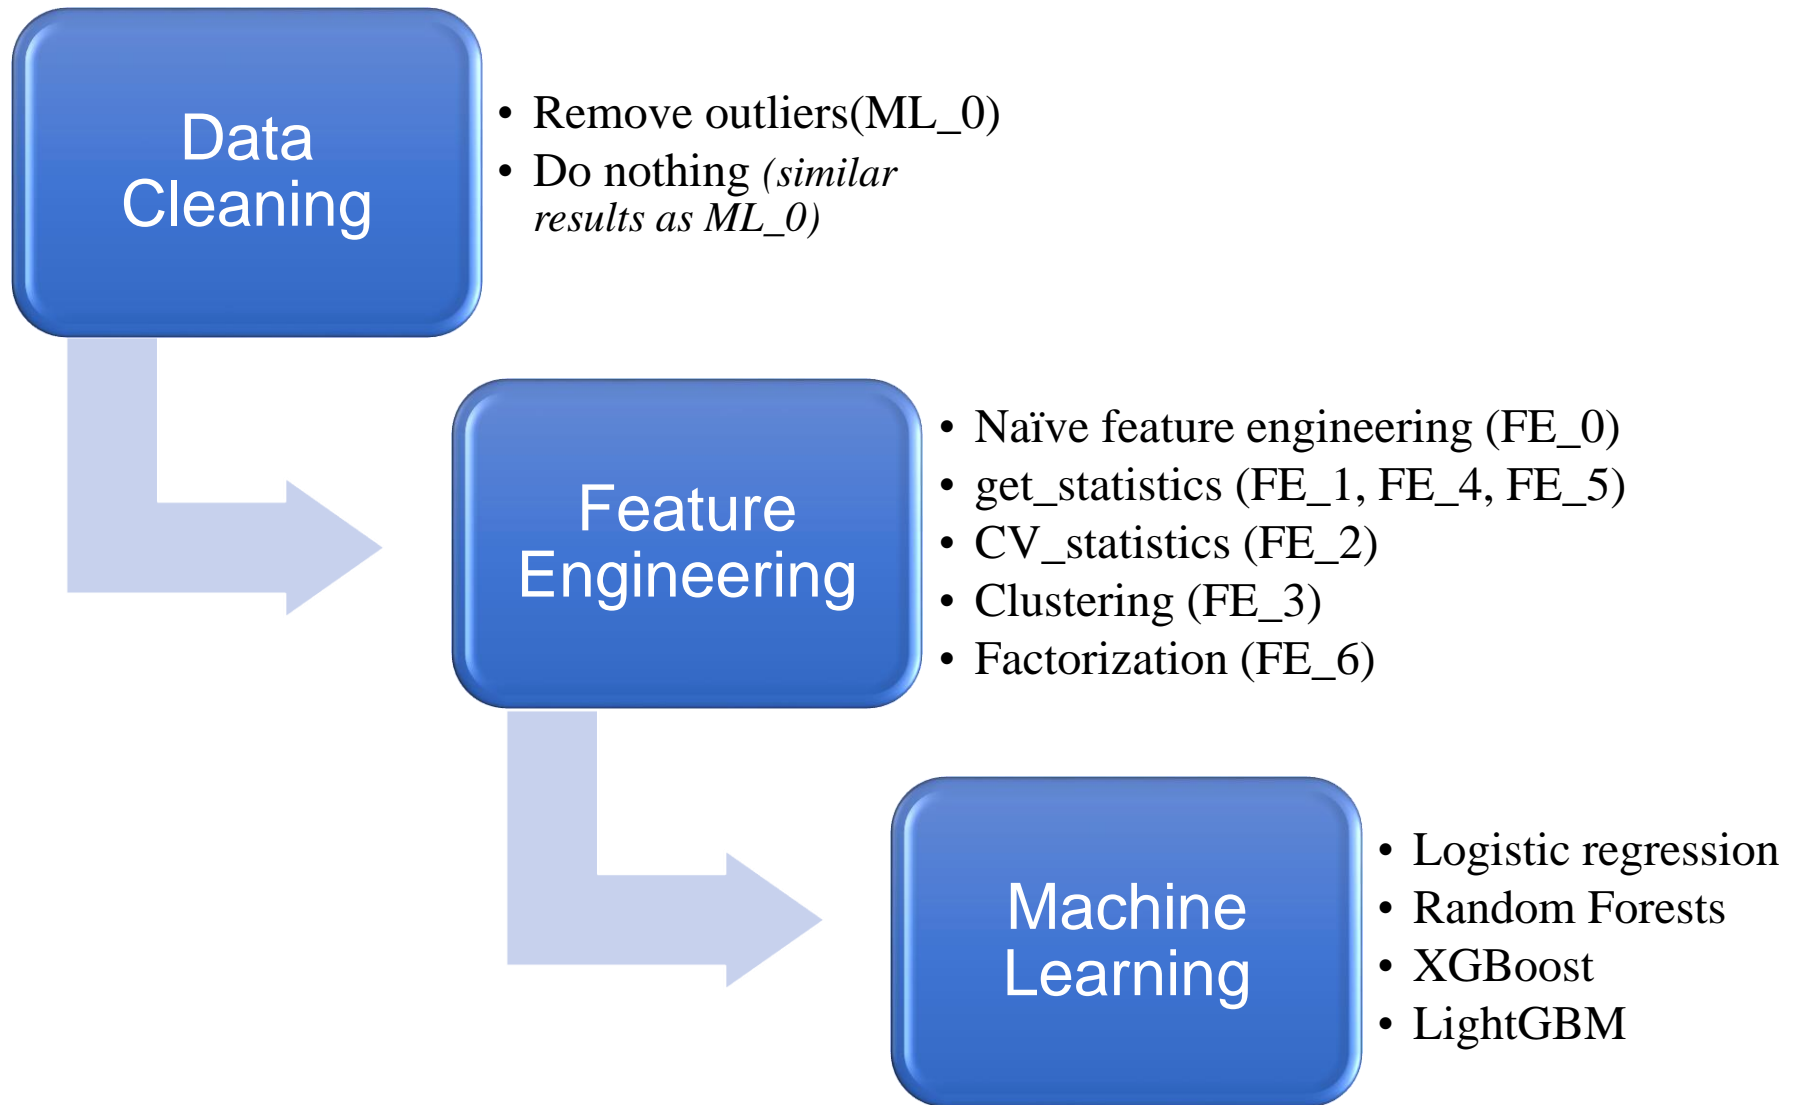 Data
Cleaning
• Remove outliers(ML_0)
• Do nothing (similar
results as ML_0)
Feature
Engineering
• Naïve feature engineering (FE_0)
• get_statistics (FE_1, FE_4, FE_5)
• CV_statistics (FE_2)
• Clustering (FE_3)
• Factorization (FE_6)
Machine
Learning
• Logistic regression
• Random Forests
• XGBoost
• LightGBM